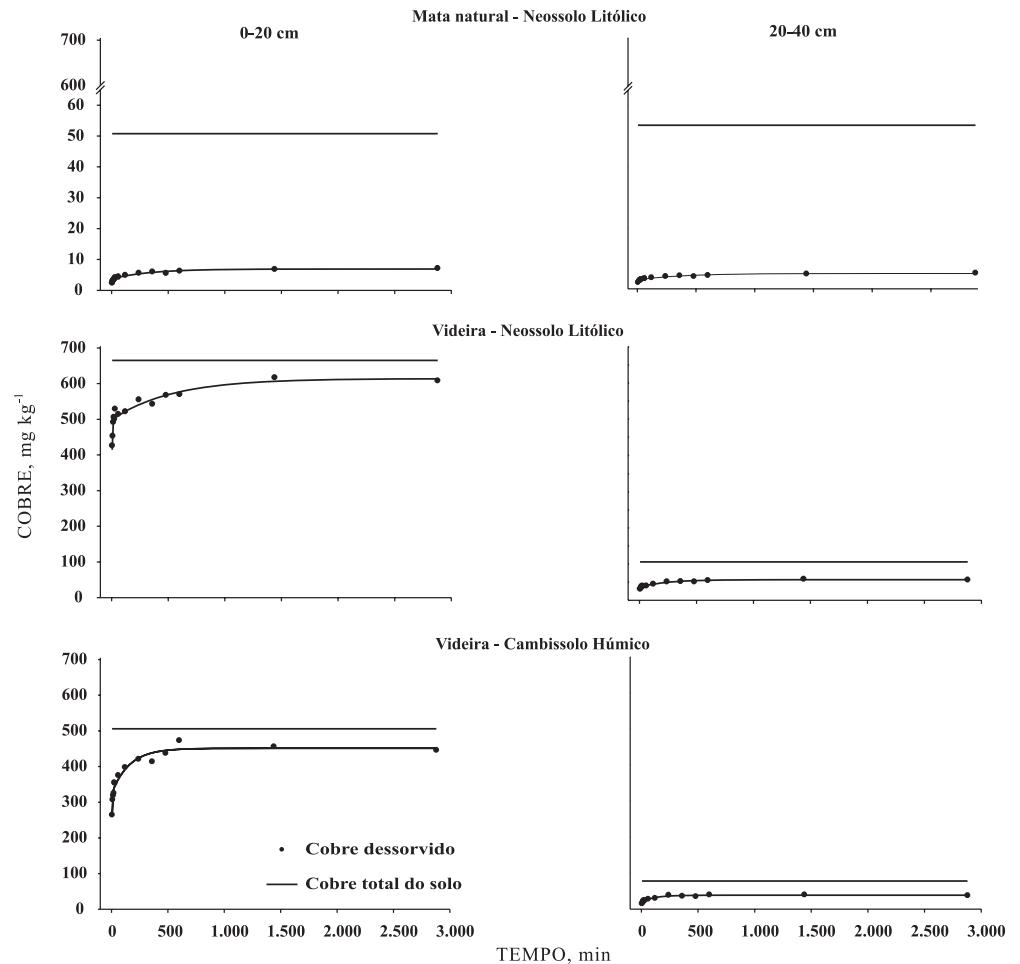 Mata natural - Neossolo Litólico
0-20 cm
20-40 cm
700
600
60
50
40
30
20
10
0
Videira - Neossolo Litólico
700
600
500
400
300
200
100
0
COBRE, mg kg-1
Videira - Cambissolo Húmico
700
600
500
400
300
200
100
0
Cobre dessorvido
Cobre total do solo
0 500 1.000 1.500 2.000 2.500 3.000
0 500 1.000 1.500 2.000 2.500 3.000
TEMPO, min